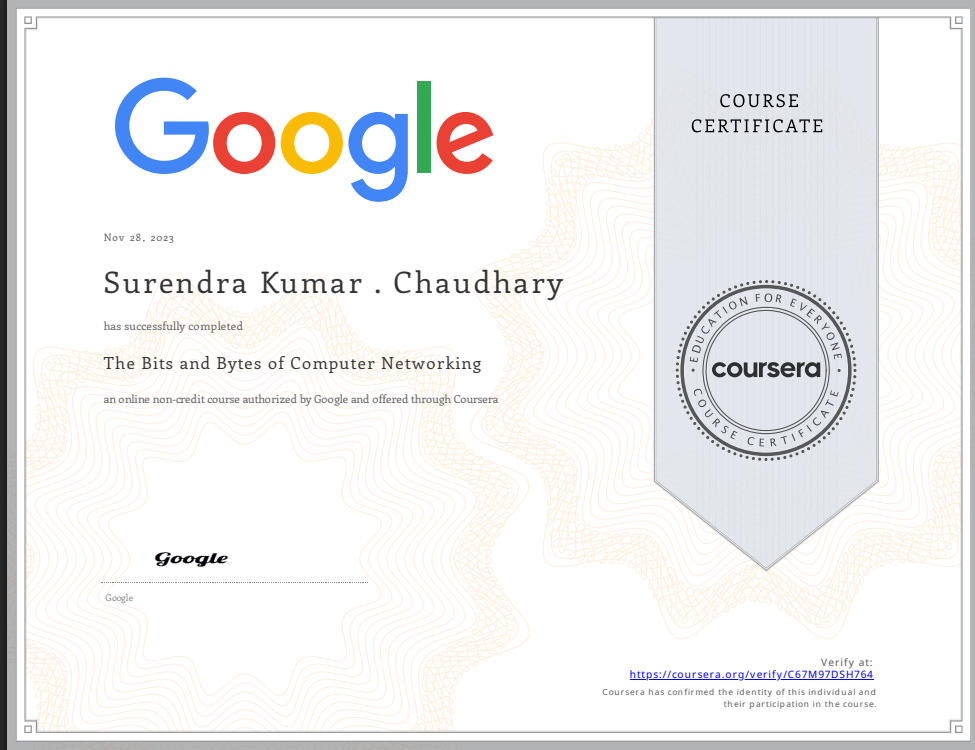 Google
COURSE
CERTIFICATE
Nov 28, 2023
Surendra Kumar . Chaudhary
has successfully completed
The Bits and Bytes of Computer Networking
an online non-credit course authorized by Google and offered through Coursera
EDUCATION FOR EVERYONE
coursera
COURSE CERTIFICATE
Google
Google
Verify at:
https://coursera.org/verify/C67M97DSH764
Coursera has confirmed the identity of this individual and
their participation in the course.